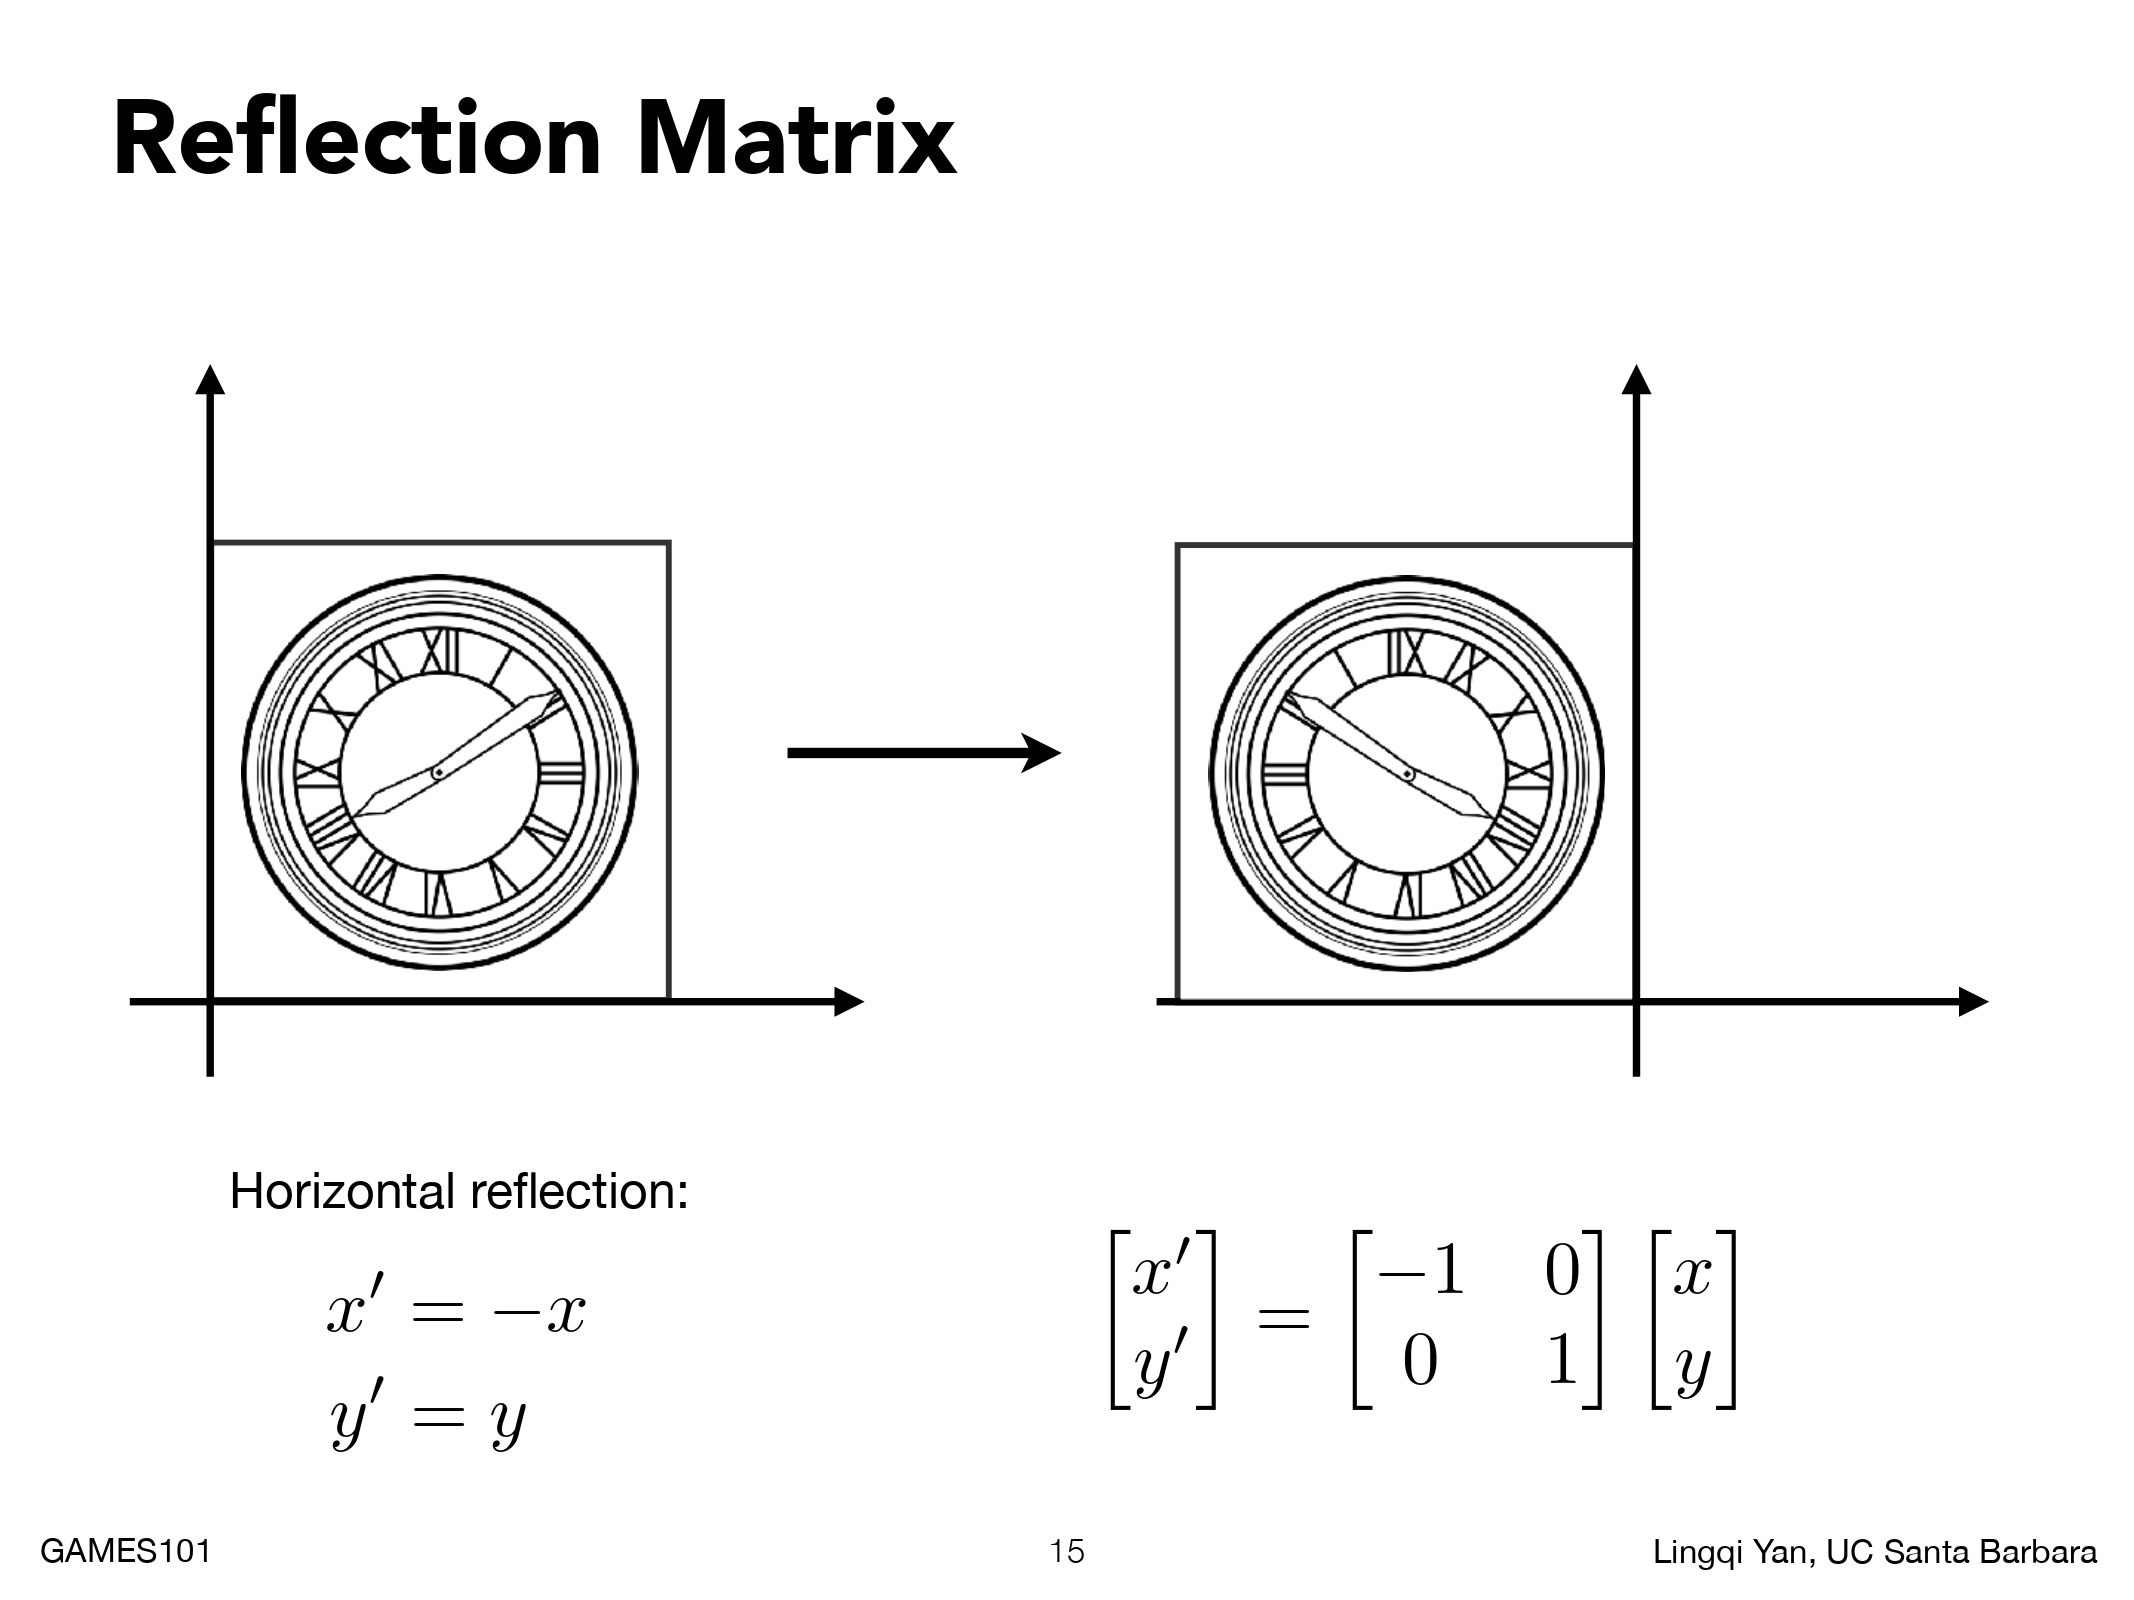 Reflection Matrix
Horizontal reflection:
x′ = −x
y′ = y
[x′ y′] = [−1 0 0 1] [x y]
GAMES101
15
Lingqi Yan, UC Santa Barbara